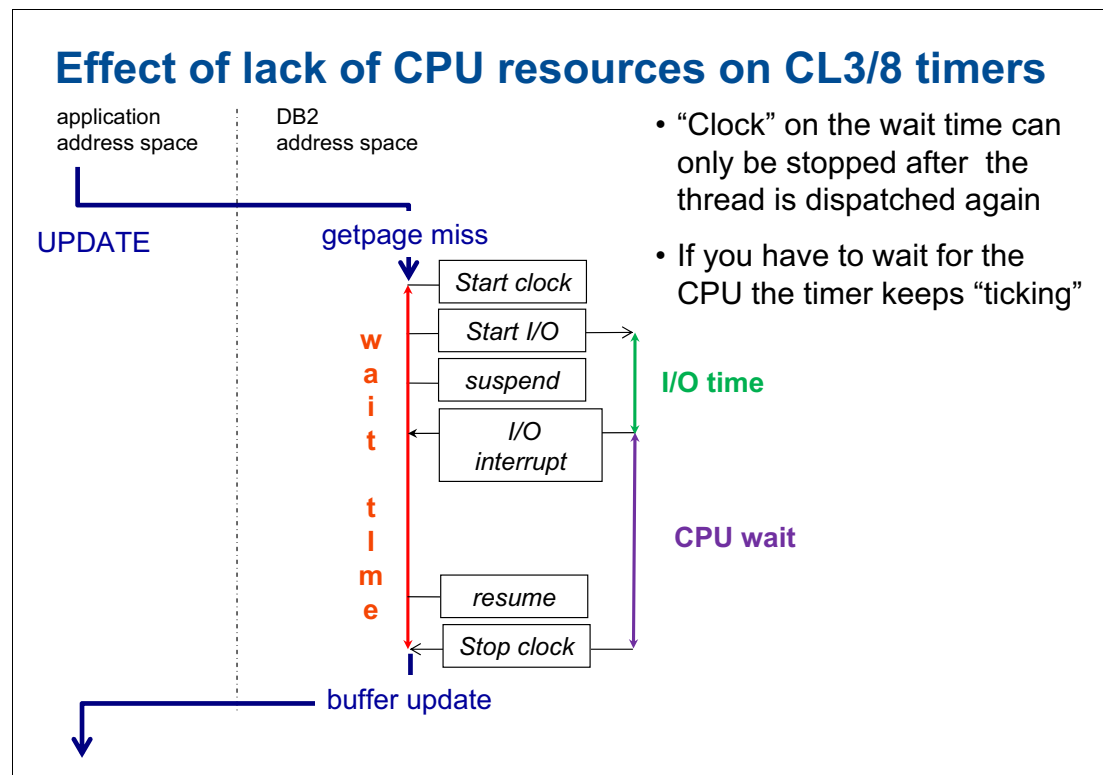 Effect of lack of CPU resources on CL3/8 timers
application
address space
DB2
address space
UPDATE
getpage miss
Start clock
Start I/O
suspend
I/O
interrupt
resume
Stop clock
buffer update
w
a
i
t
t
I
m
e
I/O time
CPU wait
• “Clock” on the wait time can
only be stopped after the
thread is dispatched again
• If you have to wait for the
CPU the timer keeps “ticking”